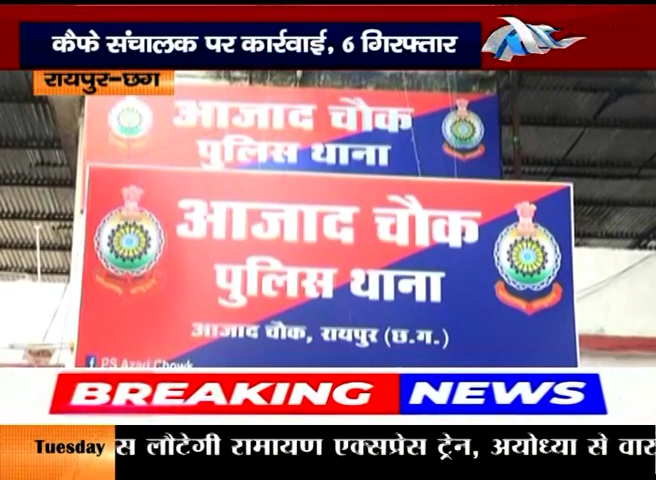 कैफे संचालक पर कार्रवाई, 6 गिरफ्तार
रायपुर-छग
आजाद चौक
पुलिस थाना
आजाद चौक
पुलिस थाना
आजाद चौक, रायपुर (छ.ग.)
PS Azad Chowk
BREAKING NEWS
Tuesday स लौटेगी रामायण एक्सप्रेस ट्रेन, अयोध्या से वार